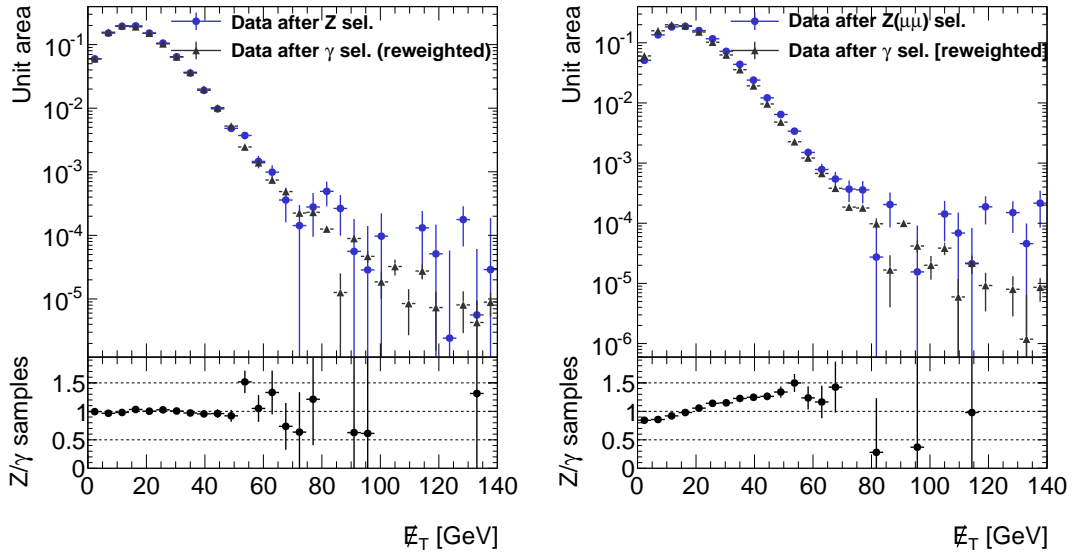 Data after Z sel.
Data after γ sel. (reweighted)
Unit area
10⁻¹
10⁻²
10⁻³
10⁻⁴
10⁻⁵
Z/γ samples
1.5
1
0.5
0
0 20 40 60 80 100 120 140
E̸_T [GeV]
Data after Z(μμ) sel.
Data after γ sel. [reweighted]
Unit area
10⁻¹
10⁻²
10⁻³
10⁻⁴
10⁻⁵
10⁻⁶
Z/γ samples
1.5
1
0.5
0
0 20 40 60 80 100 120 140
E̸_T [GeV]